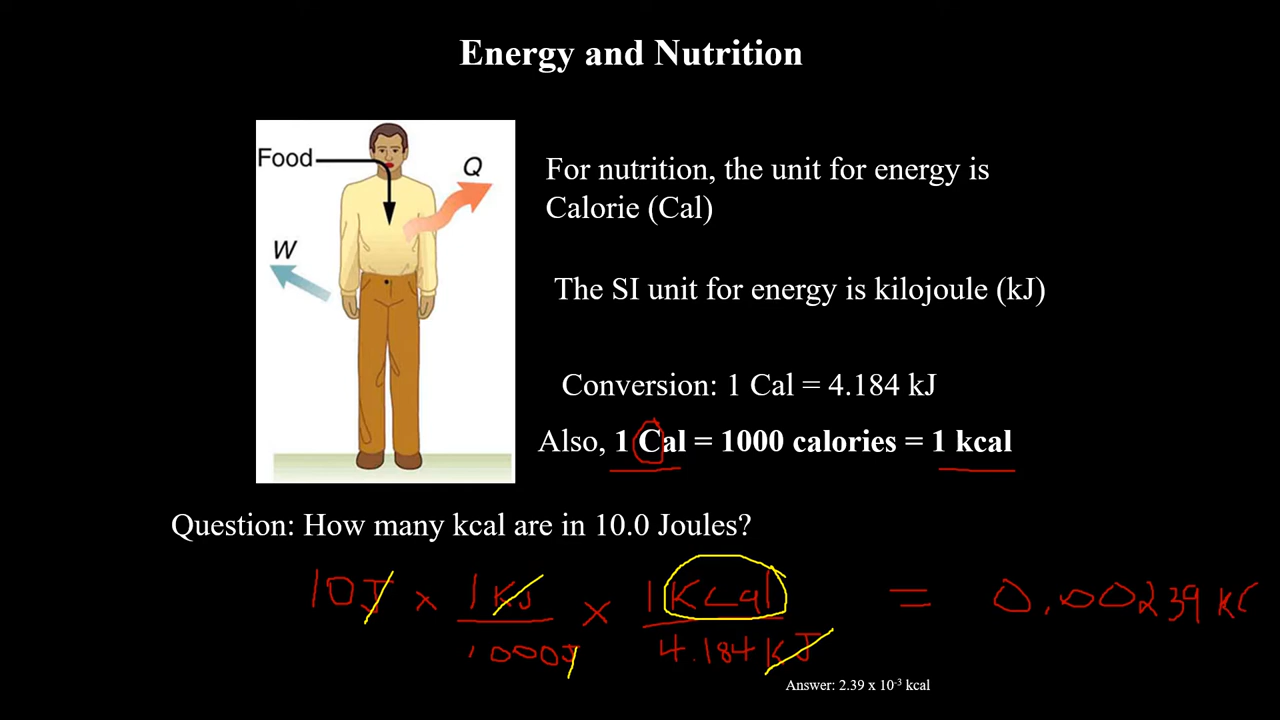 Energy and Nutrition
Food
Q
W
For nutrition, the unit for energy is
Calorie (Cal)
The SI unit for energy is kilojoule (kJ)
Conversion: 1 Cal = 4.184 kJ
Also, 1 Cal = 1000 calories = 1 kcal
Question: How many kcal are in 10.0 Joules?
10J × 1KJ / 1000J × 1KCal / 4.184KJ = 0.00239 KC
Answer: 2.39 x 10⁻³ kcal